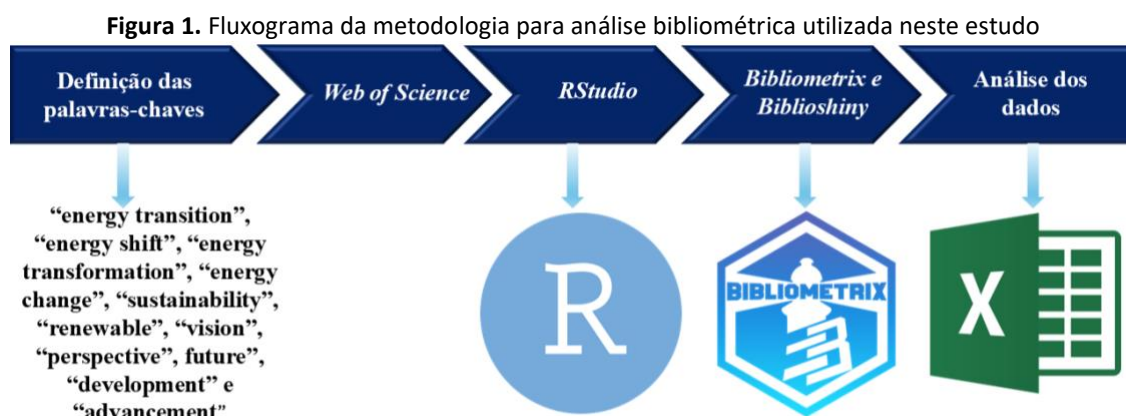 Figura 1. Fluxograma da metodologia para análise bibliométrica utilizada neste estudo
Definição das
palavras-chaves
Web of Science
RStudio
Bibliometrix e
Biblioshiny
Análise dos
dados
“energy transition”,
“energy shift”, “energy
transformation”, “energy
change”, “sustainability”,
“renewable”, “vision”,
“perspective”, future”,
“development” e
“advancement”
R
BIBLIOMETRIX
X